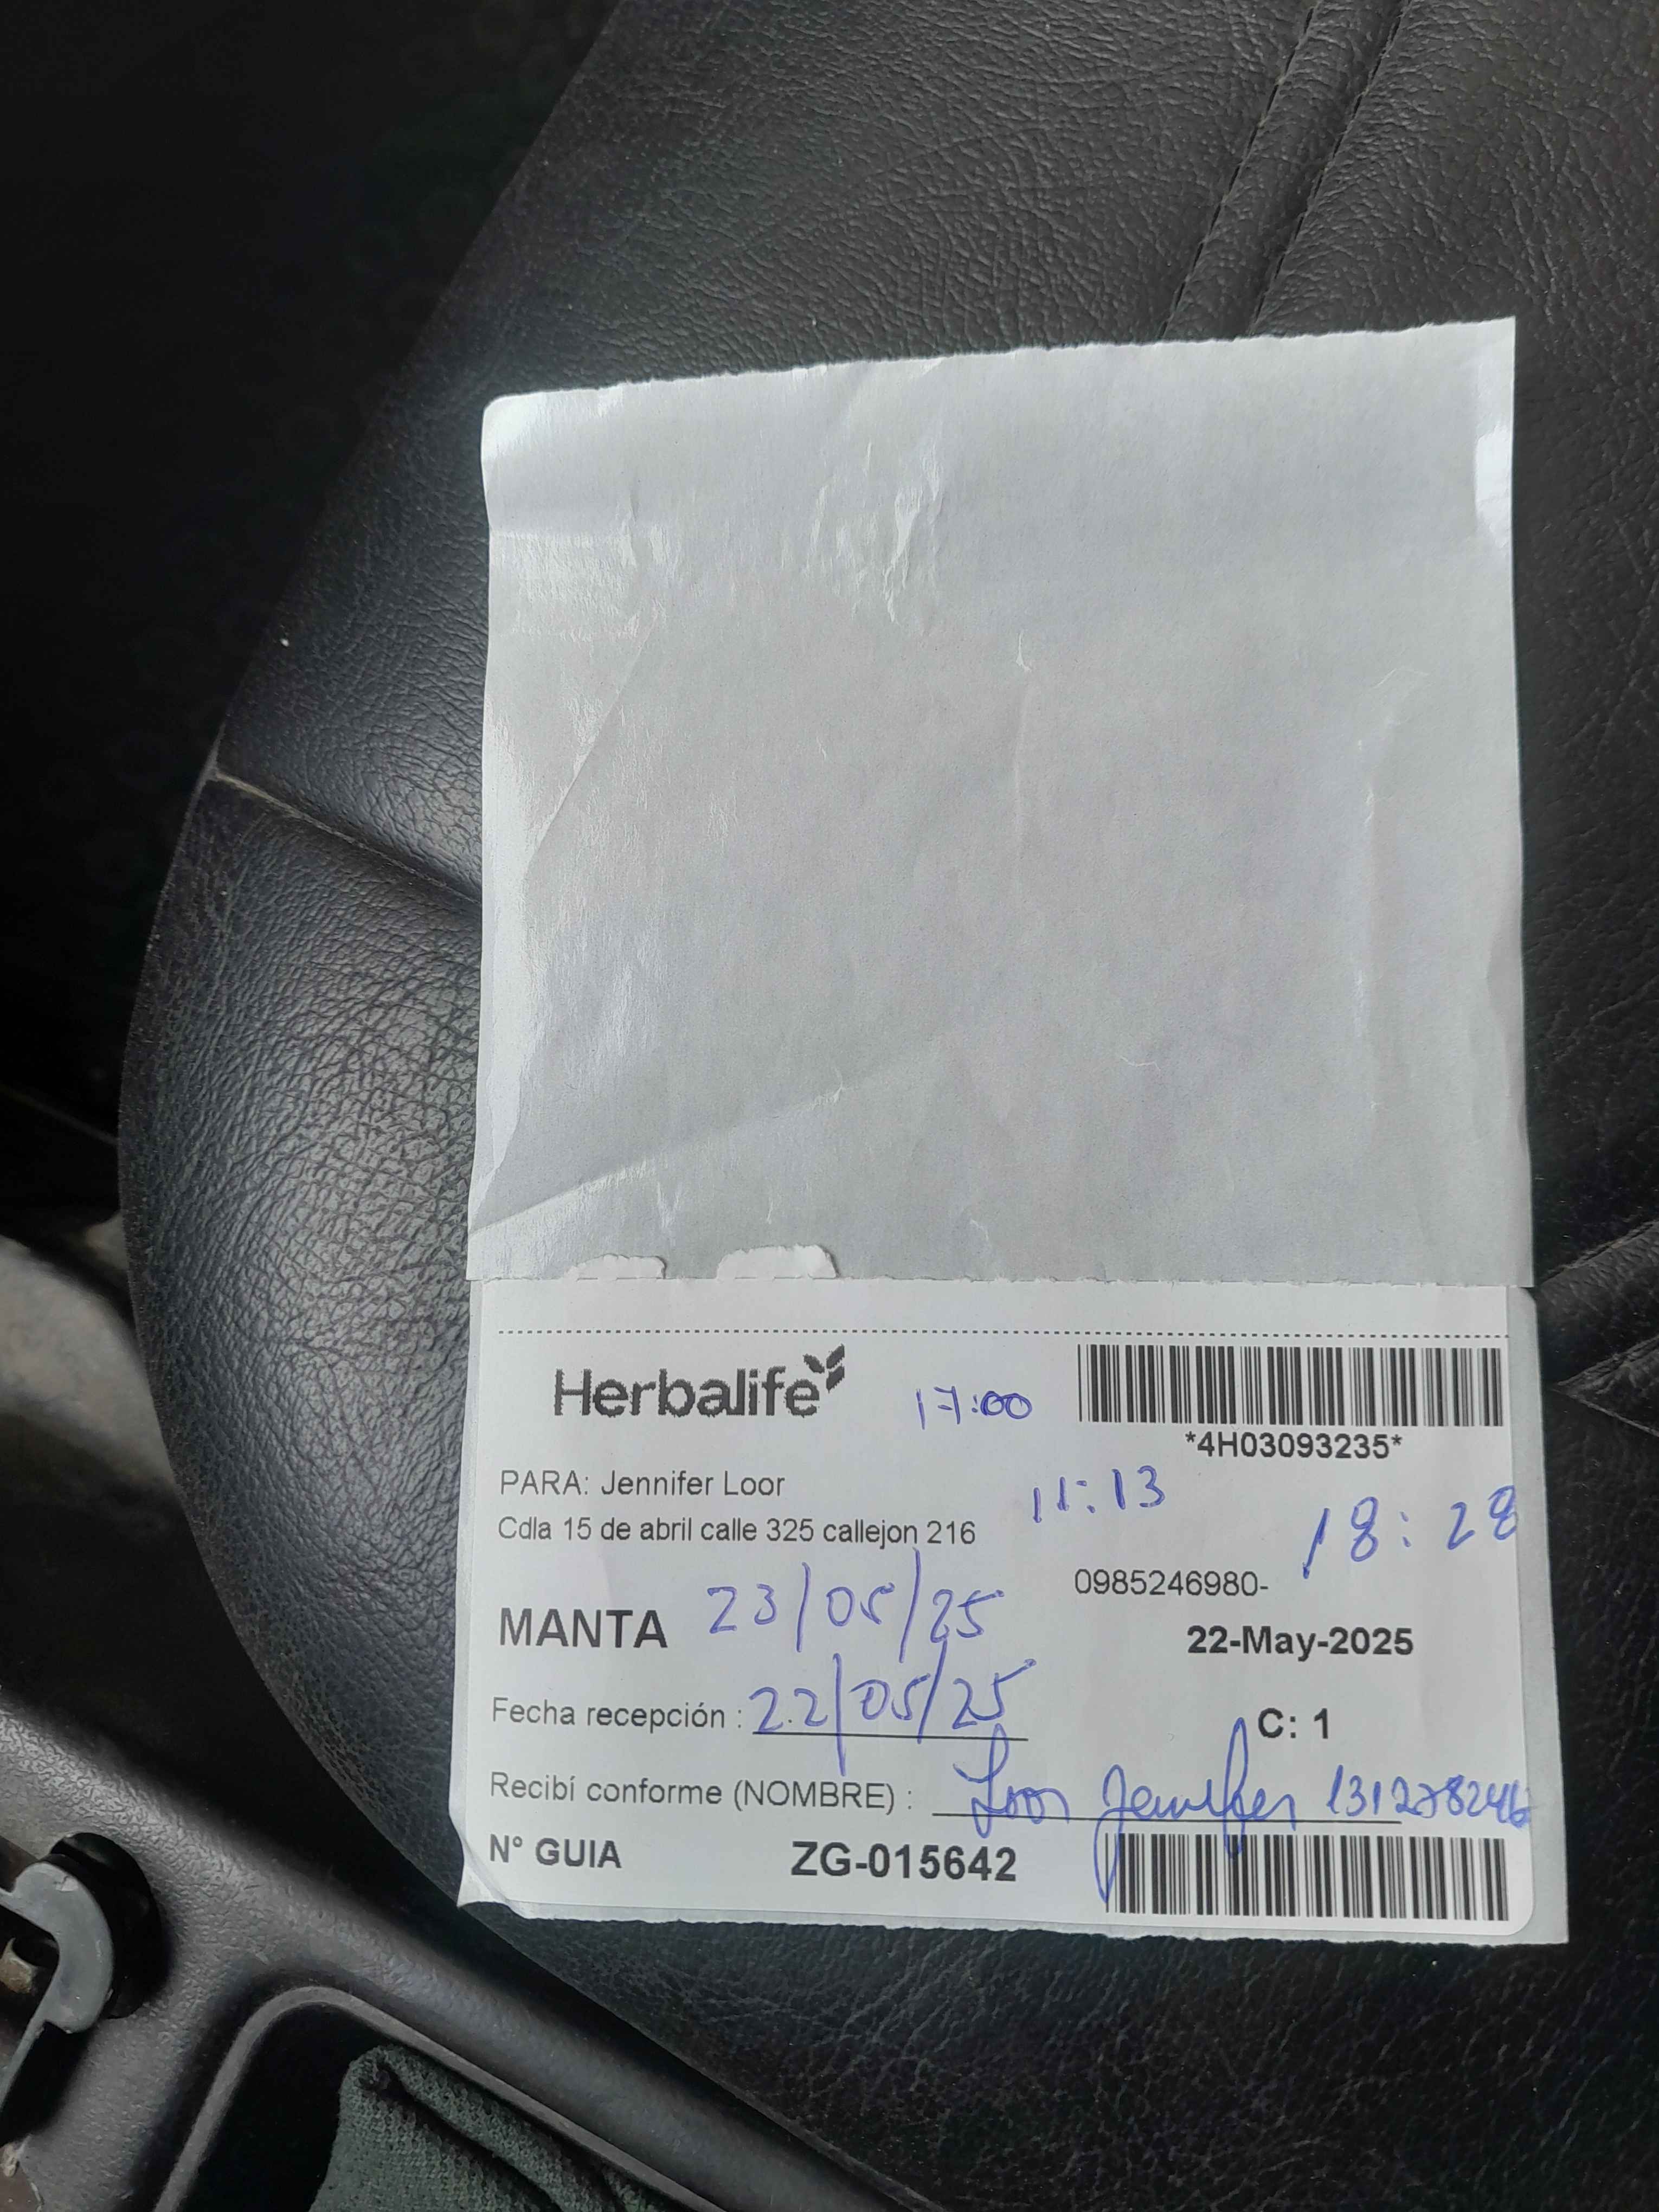 Herbalife
17:00
*4H03093235*
PARA: Jennifer Loor
11:13
Cdla 15 de abril calle 325 callejon 216
18:28
0985246980-
MANTA 23/05/25
22-May-2025
Fecha recepción : 22/05/25
C: 1
Recibí conforme (NOMBRE) : Loor Jennifer 1312278246
N° GUIA ZG-015642